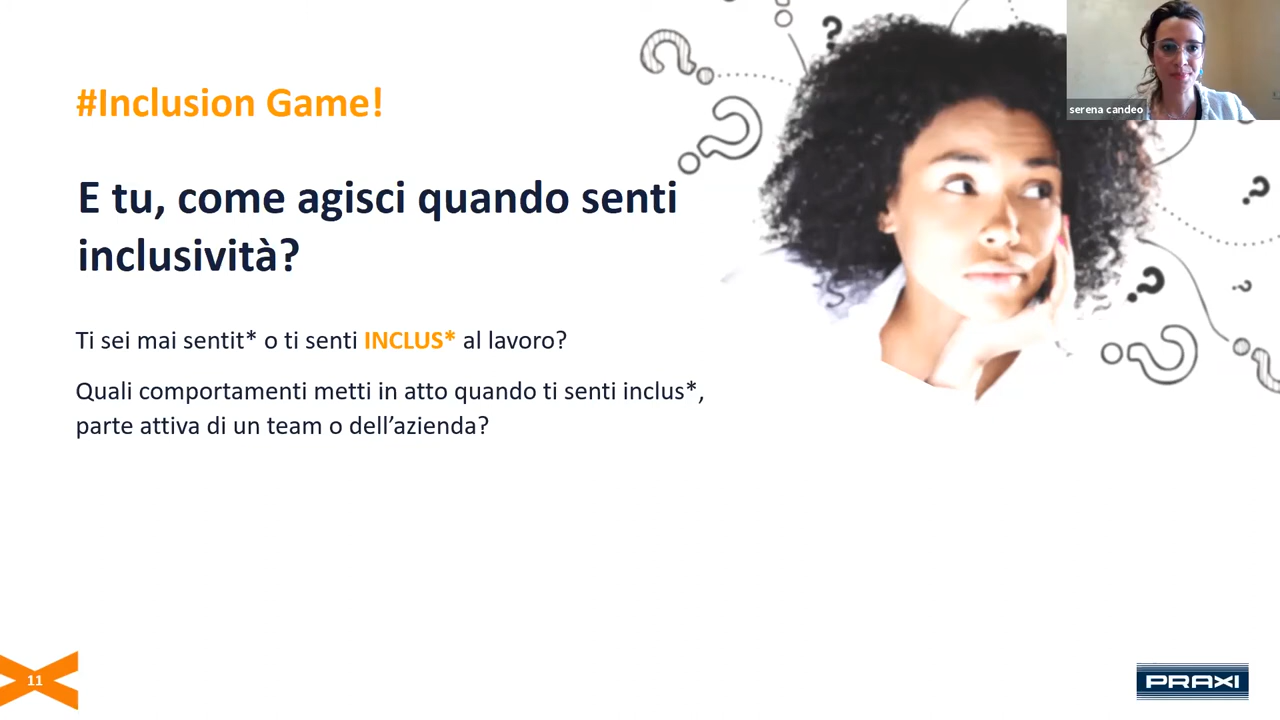 serena candeo
#Inclusion Game!
E tu, come agisci quando senti
inclusività?
Ti sei mai sentit* o ti senti INCLUS* al lavoro?
Quali comportamenti metti in atto quando ti senti inclus*,
parte attiva di un team o dell’azienda?
11
PRAXI